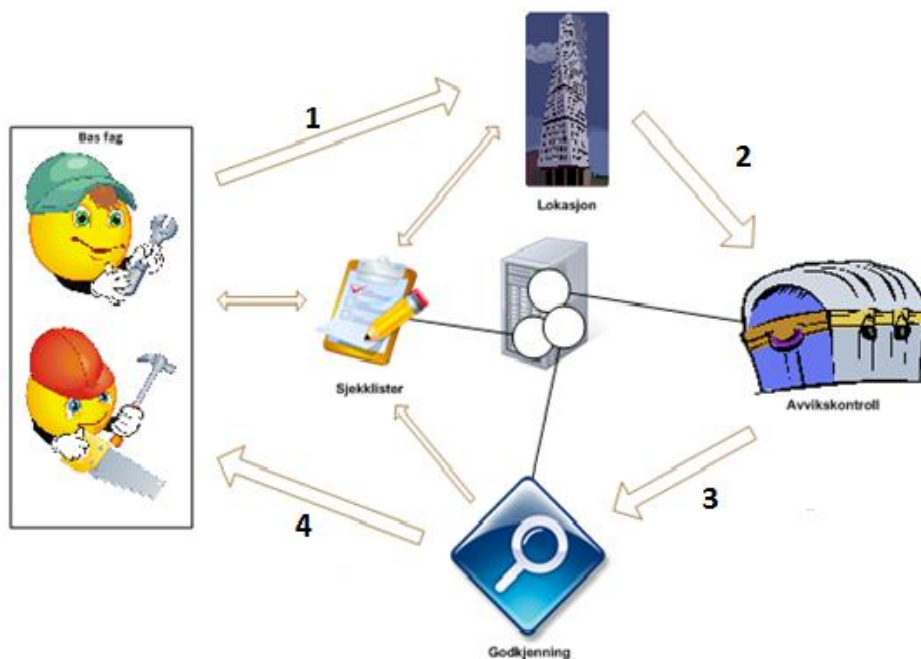 Bas fag
1
Lokasjon
2
Sjekklister
Avvikskontroll
3
4
Godkjenning